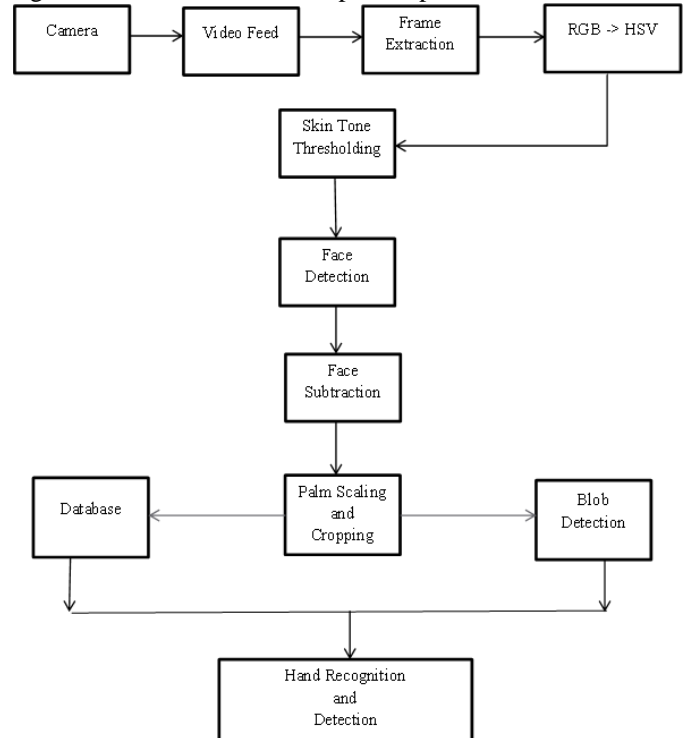 Camera
Video Feed
Frame
Extraction
RGB -> HSV
Skin Tone
Thresholding
Face
Detection
Face
Subtraction
Database
Palm Scaling
and
Cropping
Blob
Detection
Hand Recognition
and
Detection